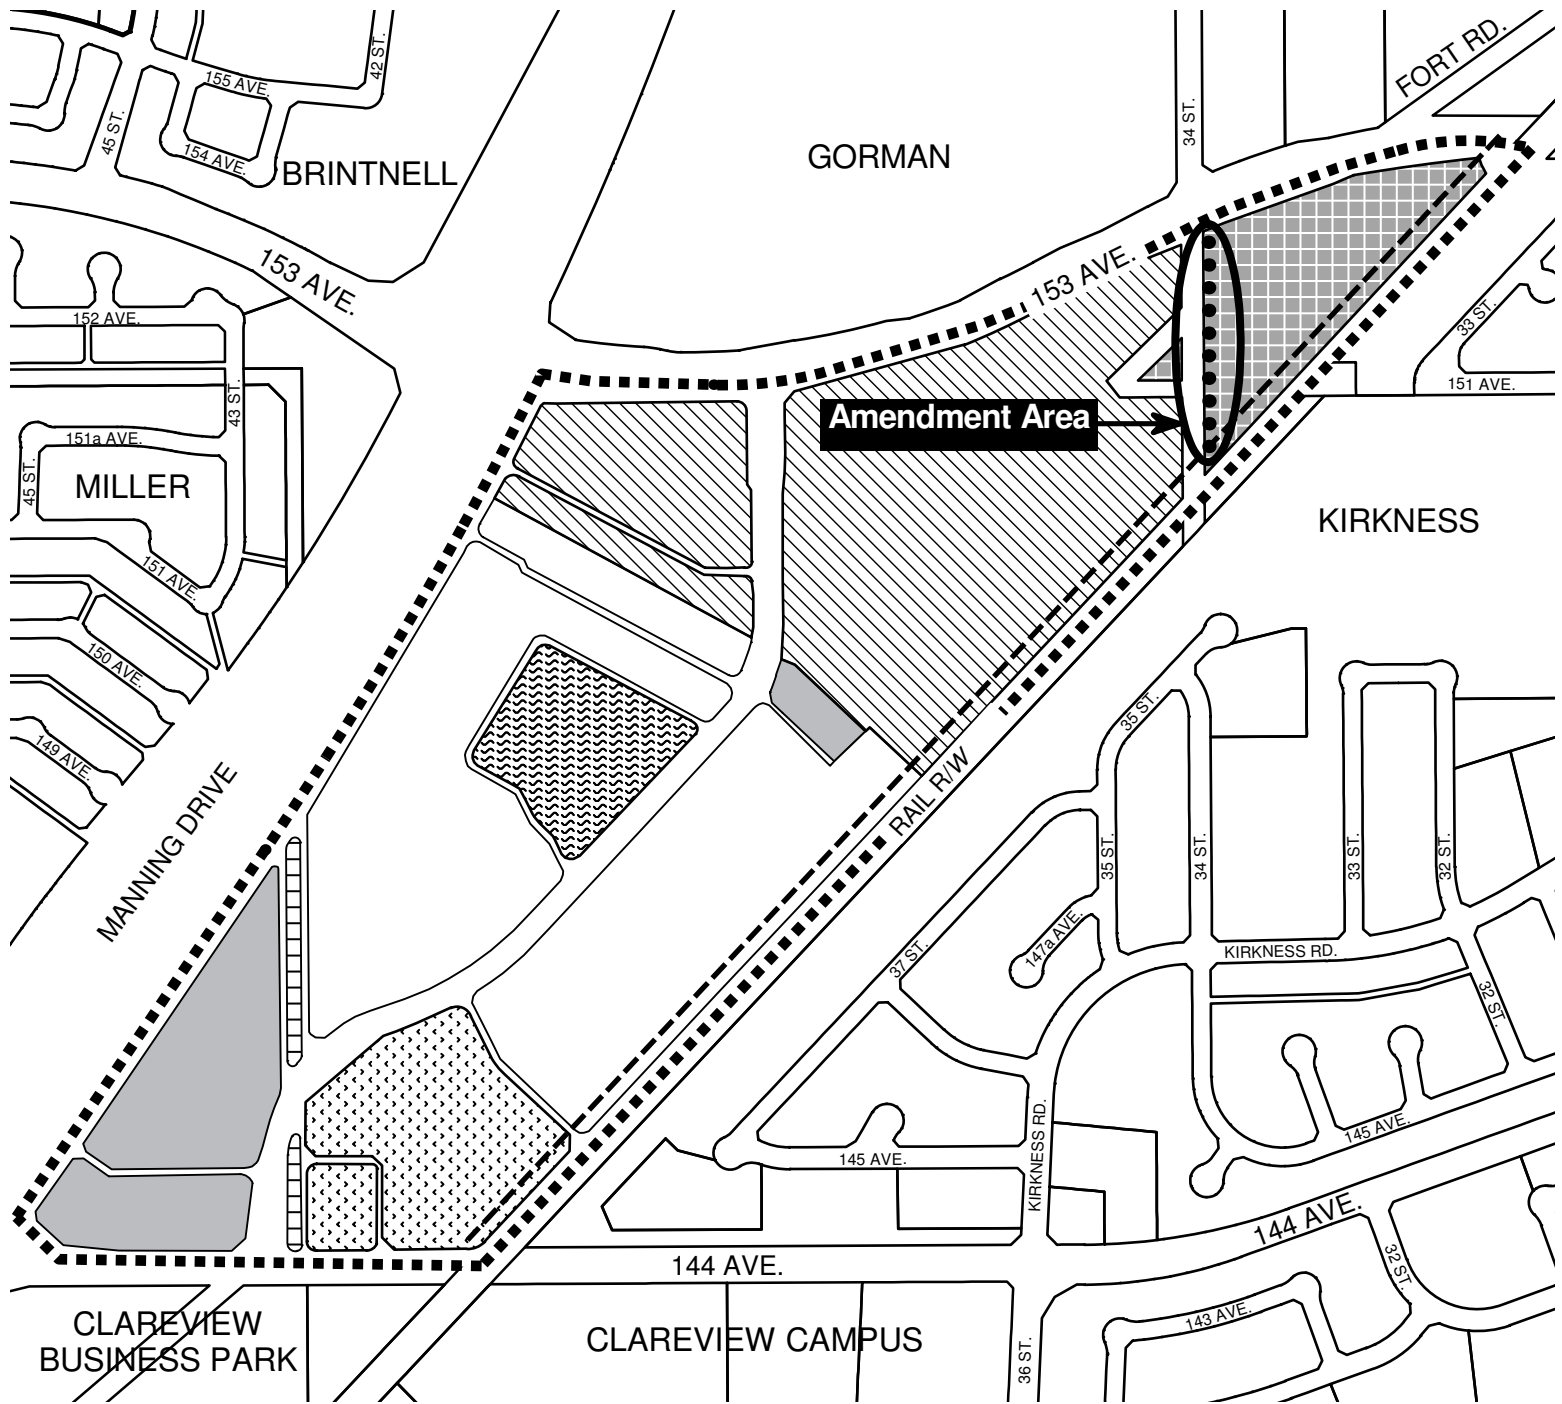 FORT RD.
42 ST.
155 AVE.
45 ST.
154 AVE.
34 ST.
BRINTNELL
GORMAN
153 AVE.
153 AVE.
152 AVE.
33 ST.
151 AVE.
43 ST.
Amendment Area
151a AVE.
45 ST.
MILLER
KIRKNESS
151 AVE.
150 AVE.
35 ST.
149 AVE.
RAIL R/W
MANNING DRIVE
35 ST.
34 ST.
33 ST.
32 ST.
147a AVE.
37 ST.
KIRKNESS RD.
32 ST.
KIRKNESS RD.
145 AVE.
145 AVE.
144 AVE.
144 AVE.
32 ST.
143 AVE.
CLAREVIEW
BUSINESS PARK
CLAREVIEW CAMPUS
36 ST.